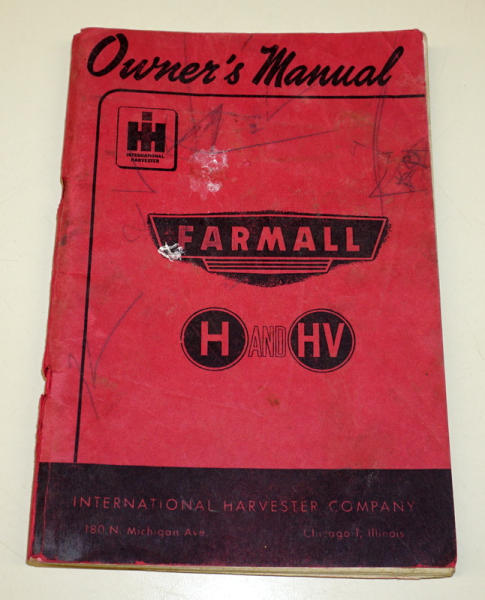 Owner's Manual
IH
INTERNATIONAL
HARVESTER
FARMALL
H AND HV
INTERNATIONAL HARVESTER COMPANY
180 N. Michigan Ave. Chicago 1, Illinois